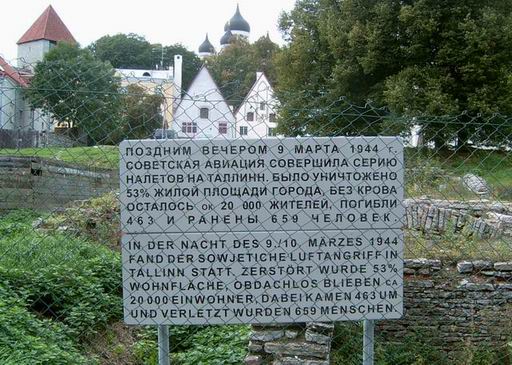 ПОЗДНИМ ВЕЧЕРОМ 9 МАРТА 1944 г.
СОВЕТСКАЯ АВИАЦИЯ СОВЕРШИЛА СЕРИЮ
НАЛЕТОВ НА ТАЛЛИНН. БЫЛО УНИЧТОЖЕНО
53% ЖИЛОЙ ПЛОЩАДИ ГОРОДА, БЕЗ КРОВА
ОСТАЛОСЬ ОК 20 000 ЖИТЕЛЕЙ, ПОГИБЛИ
463 И РАНЕНЫ 659 ЧЕЛОВЕК.
IN DER NACHT DES 9./10. MÄRZES 1944
FAND DER SOWJETICHE LUFTANGRIFF IN
TALLINN STATT. ZERSTÖRT WURDE 53%
WOHNFLÄCHE, OBDACHLOS BLIEBEN CA
20 000 EINWOHNER, DABEI KAMEN 463 UM
UND VERLETZT WURDEN 659 MENSCHEN.